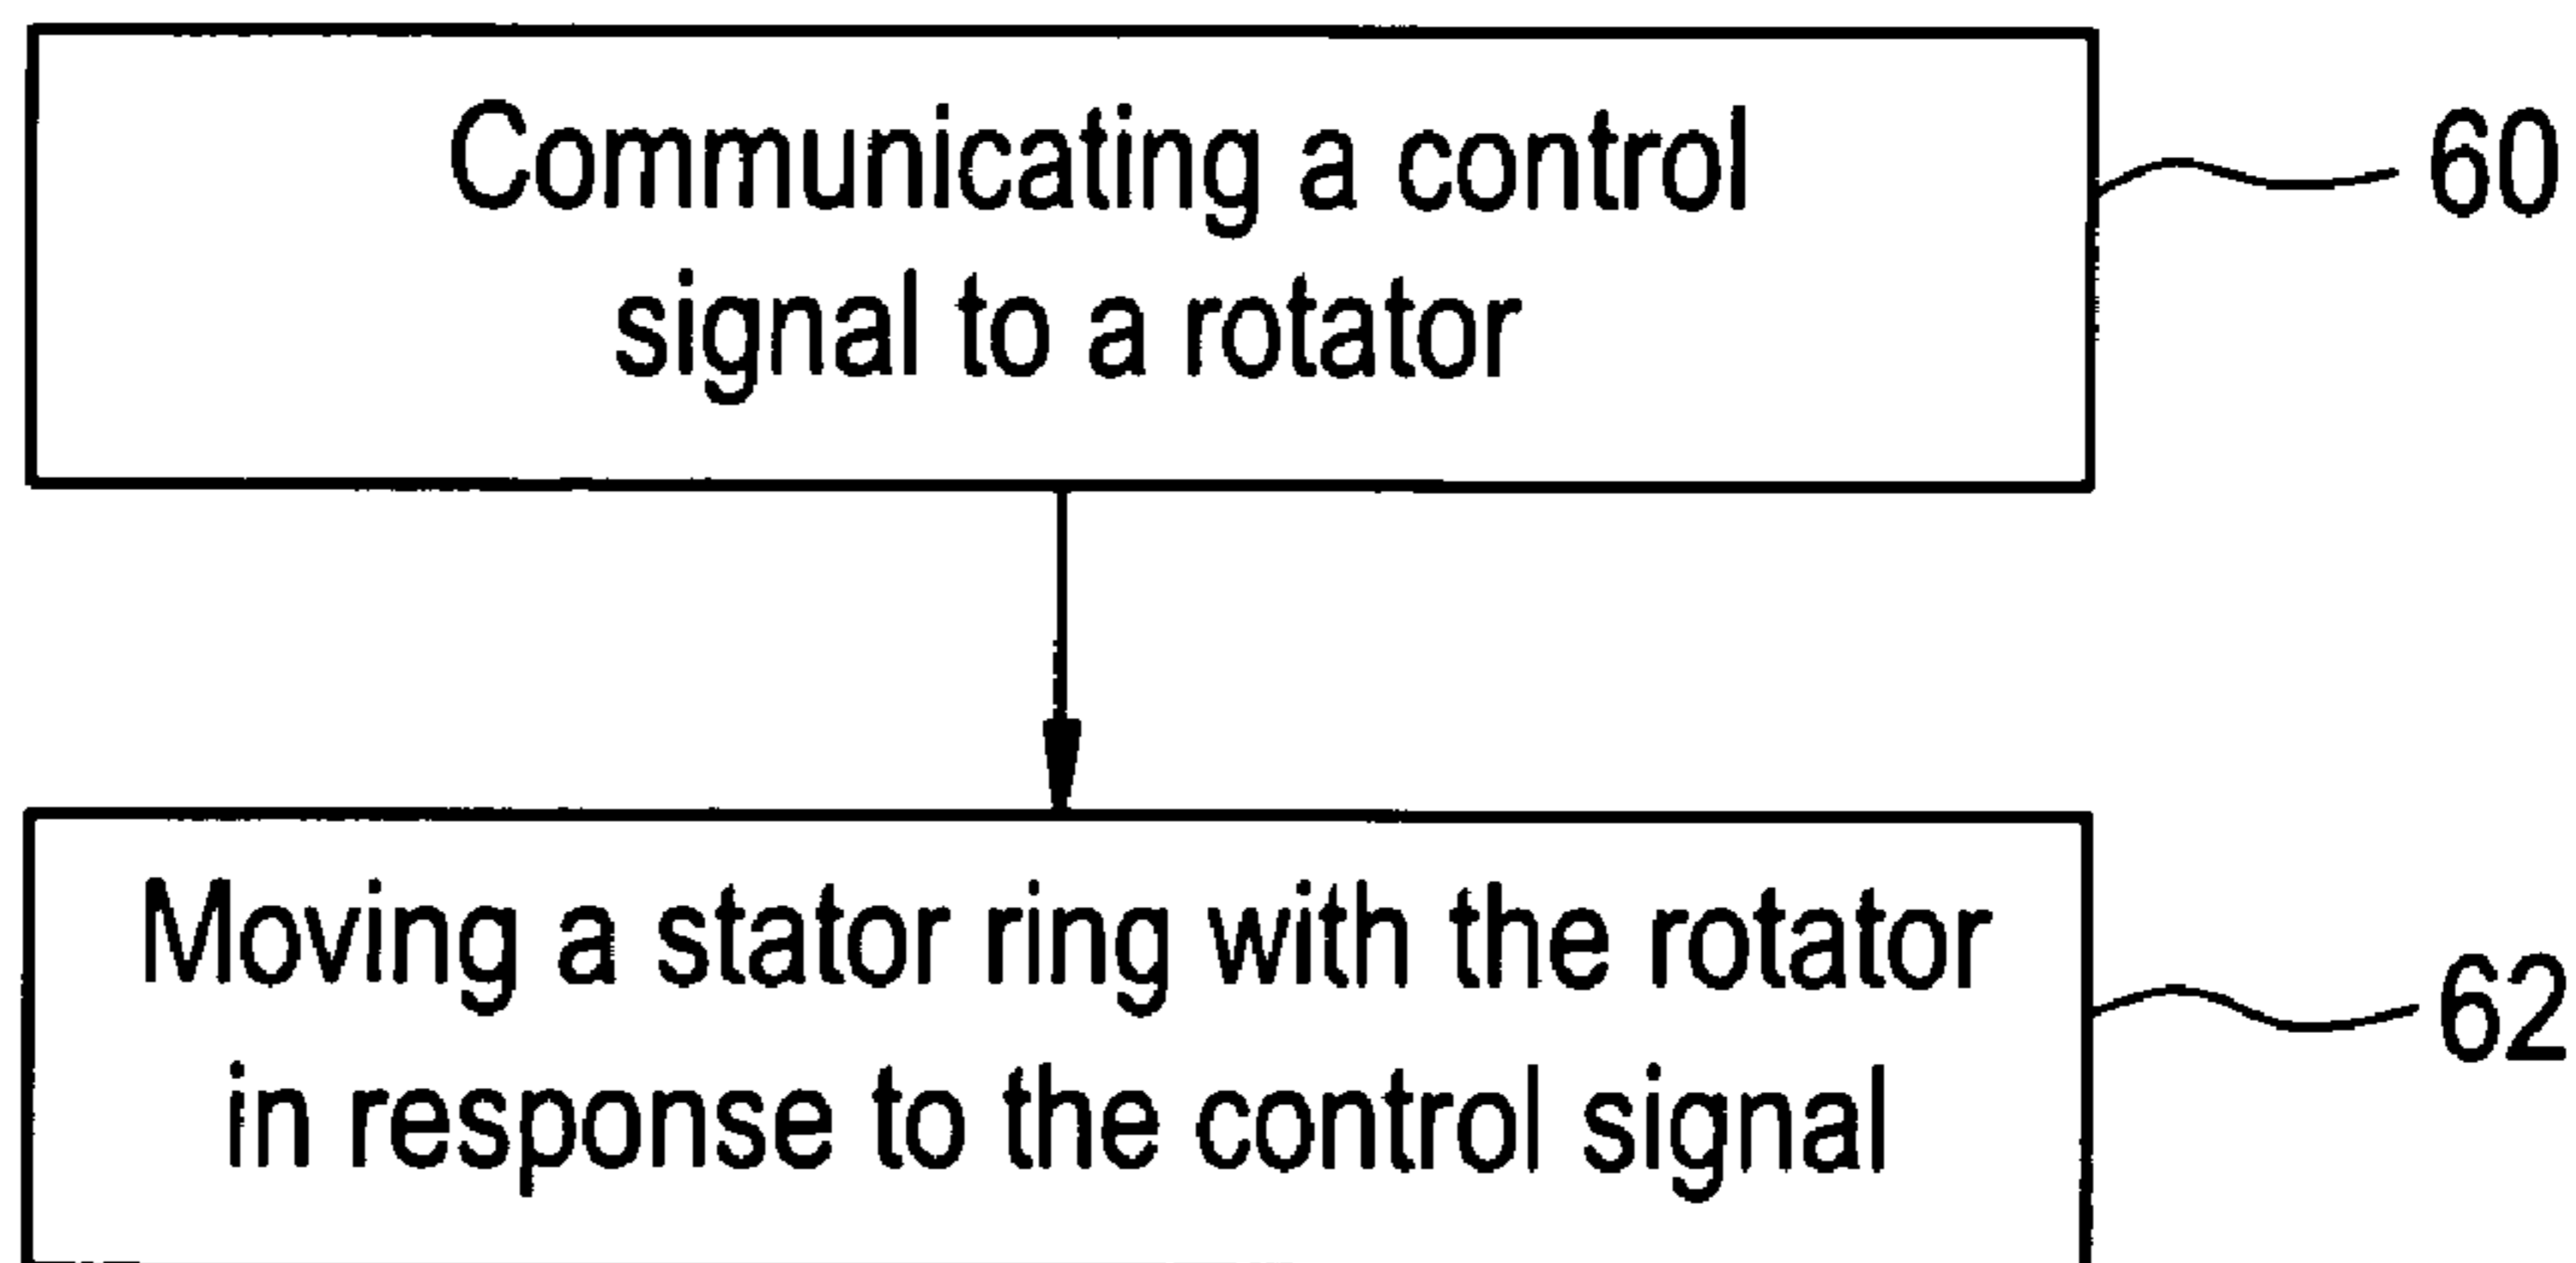 Communicating a control
signal to a rotator
60
Moving a stator ring with the rotator
in response to the control signal
62